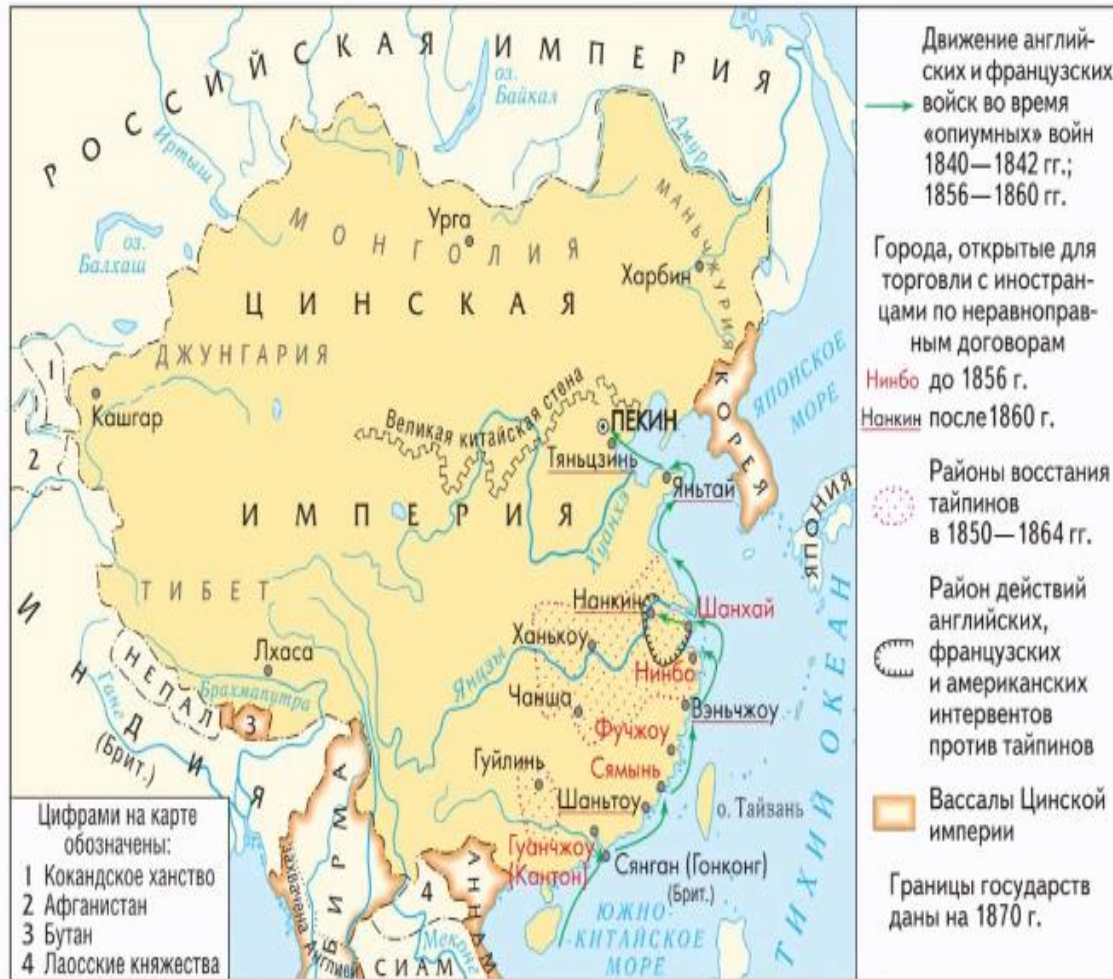 РОССИЙСКАЯ ИМПЕРИЯ
оз.
Байкал
Иртыш
Амур
оз.
Балхаш
МОНГОЛИЯ
Урга
МАНЬЧЖУРИЯ
Харбин
ЦИНСКАЯ
ДЖУНГАРИЯ
1
Кашгар
2
Великая китайская стена
ПЕКИН
Тяньцзинь
КОРЕЯ
ЯПОНСКОЕ
МОРЕ
Яньтай
ИМПЕРИЯ
Хуанхэ
ЯПОНИЯ
ТИБЕТ
Лхаса
Нанкин
Шанхай
Ханькоу
Янцзы
Нинбо
Чанша
Вэньчжоу
НЕПАЛ
Брахмапутра
3
Ганг
ИНДИЯ
(Брит.)
Фучжоу
Гуйлинь
Сямынь
Шаньтоу
о. Тайвань
БИРМА
захвачена Англией
Гуанчжоу
(Кантон)
Сянган (Гонконг)
(Брит.)
4
АННАМ
Меконг
СИАМ
ЮЖНО-
КИТАЙСКОЕ
МОРЕ
ТИХИЙ ОКЕАН
Цифрами на карте
обозначены:
1 Кокандское ханство
2 Афганистан
3 Бутан
4 Лаосские княжества
Движение англий-
ских и французских
войск во время
«опиумных» войн
1840—1842 гг.;
1856—1860 гг.
Города, открытые для
торговли с иностран-
цами по неравноправ-
ным договорам
Нинбо до 1856 г.
Нанкин после 1860 г.
Районы восстания
тайпинов
в 1850—1864 гг.
Район действий
английских,
французских
и американских
интервентов
против тайпинов
Вассалы Цинской
империи
Границы государств
даны на 1870 г.